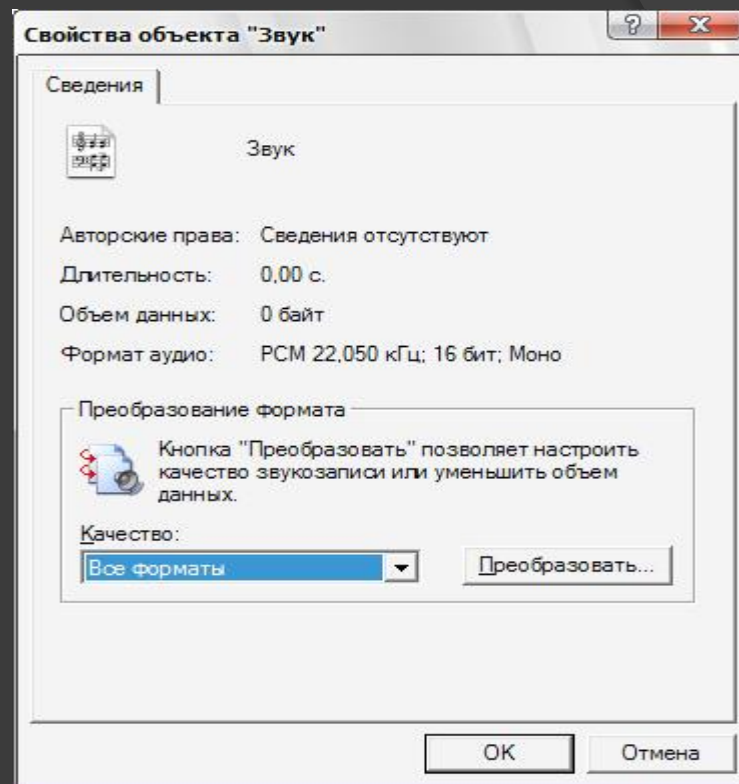 Свойства объекта "Звук"
Сведения
Звук
Авторские права: Сведения отсутствуют
Длительность: 0,00 с.
Объем данных: 0 байт
Формат аудио: PCM 22,050 кГц; 16 бит; Моно
Преобразование формата
Кнопка "Преобразовать" позволяет настроить
качество звукозаписи или уменьшить объем
данных.
Качество:
Все форматы
Преобразовать...
OK
Отмена